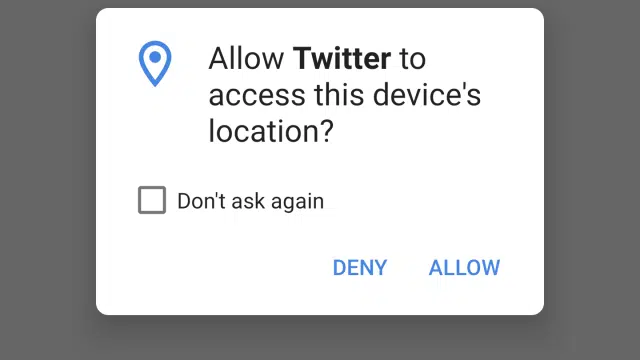 Allow Twitter to
access this device's
location?
Don't ask again
DENY ALLOW